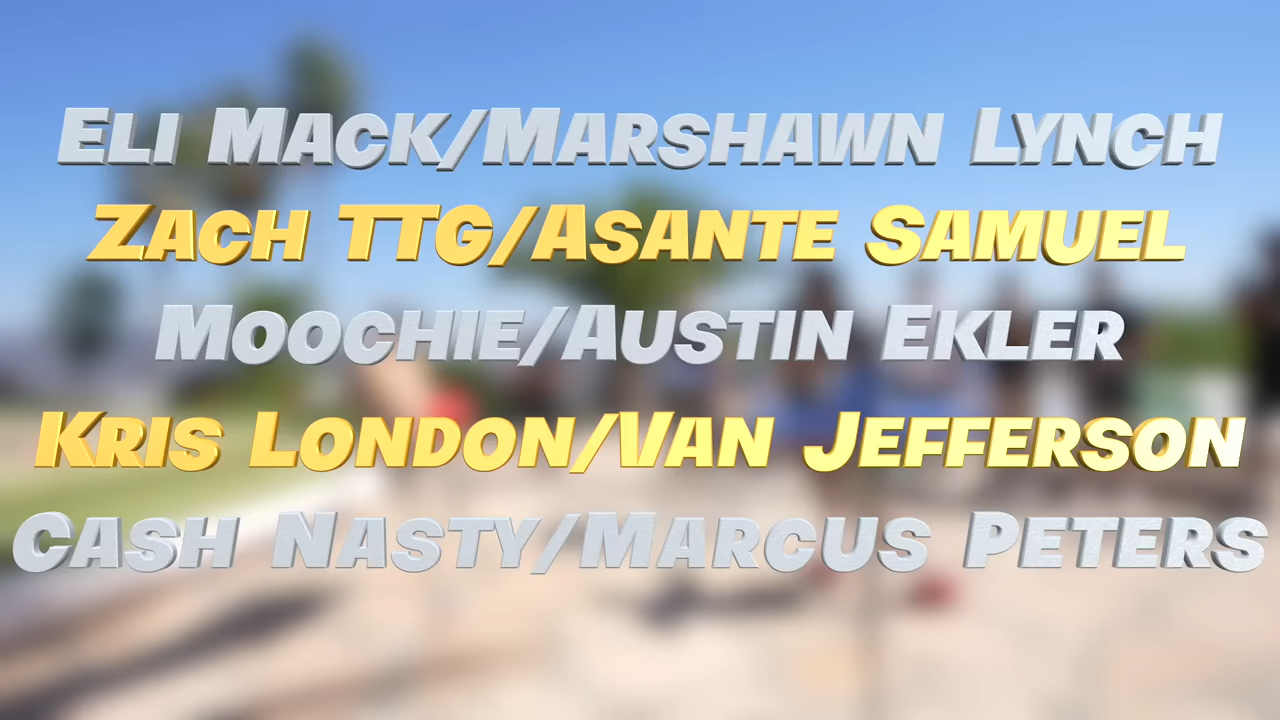 Eli Mack/Marshawn Lynch
Zach TTG/Asante Samuel
Moochie/Austin Ekler
Kris London/Van Jefferson
Cash Nasty/Marcus Peters